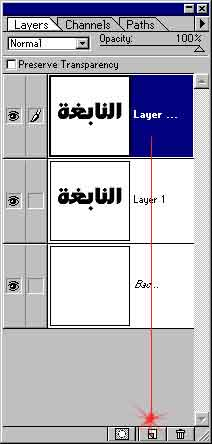 Layers Channels Paths
Normal Opacity: 100%
Preserve Transparency
النابغة
Layer ...
النابغة
Layer 1
Bac...